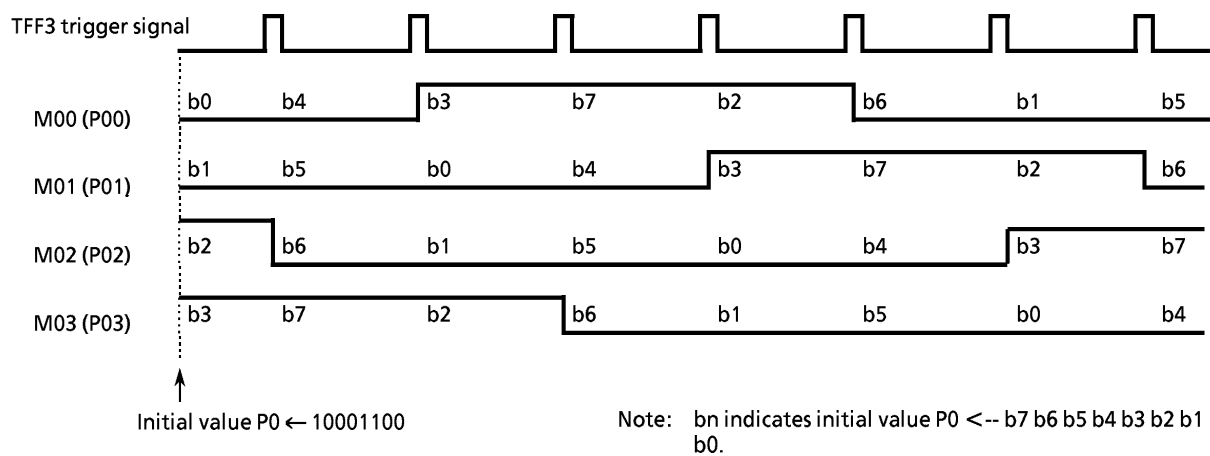 TFF3 trigger signal
M00 (P00) b0 b4 b3 b7 b2 b6 b1 b5
M01 (P01) b1 b5 b0 b4 b3 b7 b2 b6
M02 (P02) b2 b6 b1 b5 b0 b4 b3 b7
M03 (P03) b3 b7 b2 b6 b1 b5 b0 b4
Initial value P0 ← 10001100
Note: bn indicates initial value P0 <-- b7 b6 b5 b4 b3 b2 b1
b0.